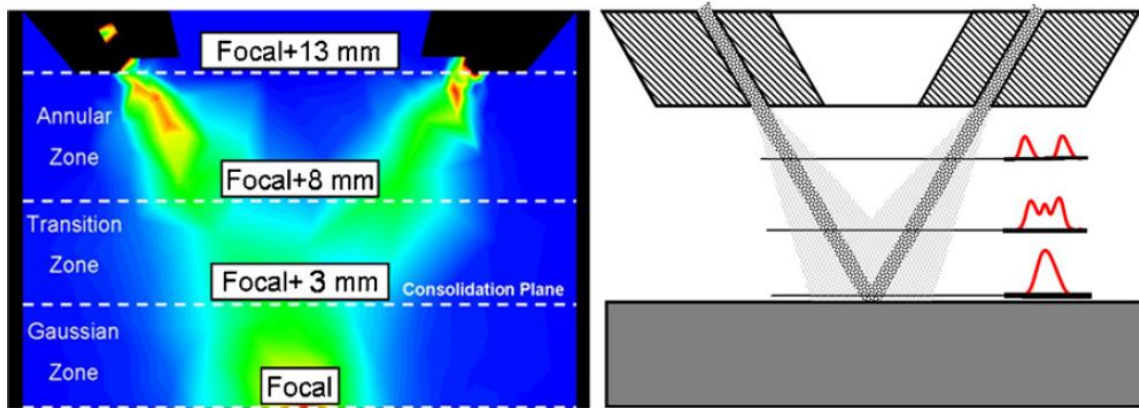 Focal+13 mm
Annular
Zone
Focal+8 mm
Transition
Zone
Focal+ 3 mm
Consolidation Plane
Gaussian
Zone
Focal